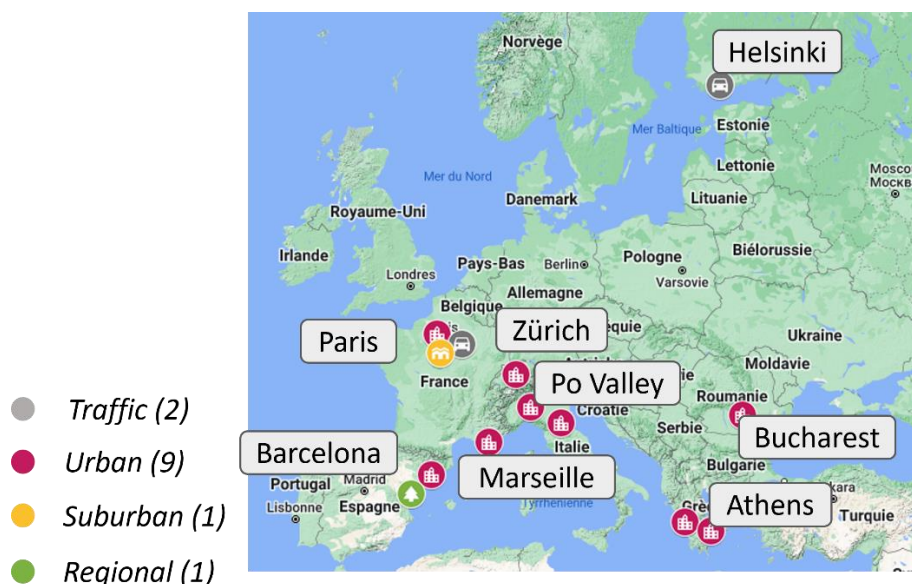 Norvège
Helsinki
Estonie
Mer Baltique
Lettonie
Mer du Nord
Danemark
Lituanie
Royaume-Uni
Irlande
Biélorussie
Pays-Bas
Berlin
Pologne
Londres
Varsovie
Belgique
Allemagne
Paris
Zürich
Ukraine
France
Moldavie
Po Valley
Roumanie
Croatie
Serbie
Italie
Bucharest
Barcelona
Marseille
Bulgarie
Portugal
Madrid
Lisbonne
Espagne
Athens
Turquie
Traffic (2)
Urban (9)
Suburban (1)
Regional (1)